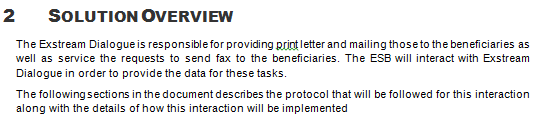 2 SOLUTION OVERVIEW
The Exstream Dialogue is responsible for providing print letter and mailing those to the beneficiaries as
well as service the requests to send fax to the beneficiaries. The ESB will interact with Exstream
Dialogue in order to provide the data for these tasks.
The following sections in the document describes the protocol that will be followed for this interaction
along with the details of how this interaction will be implemented